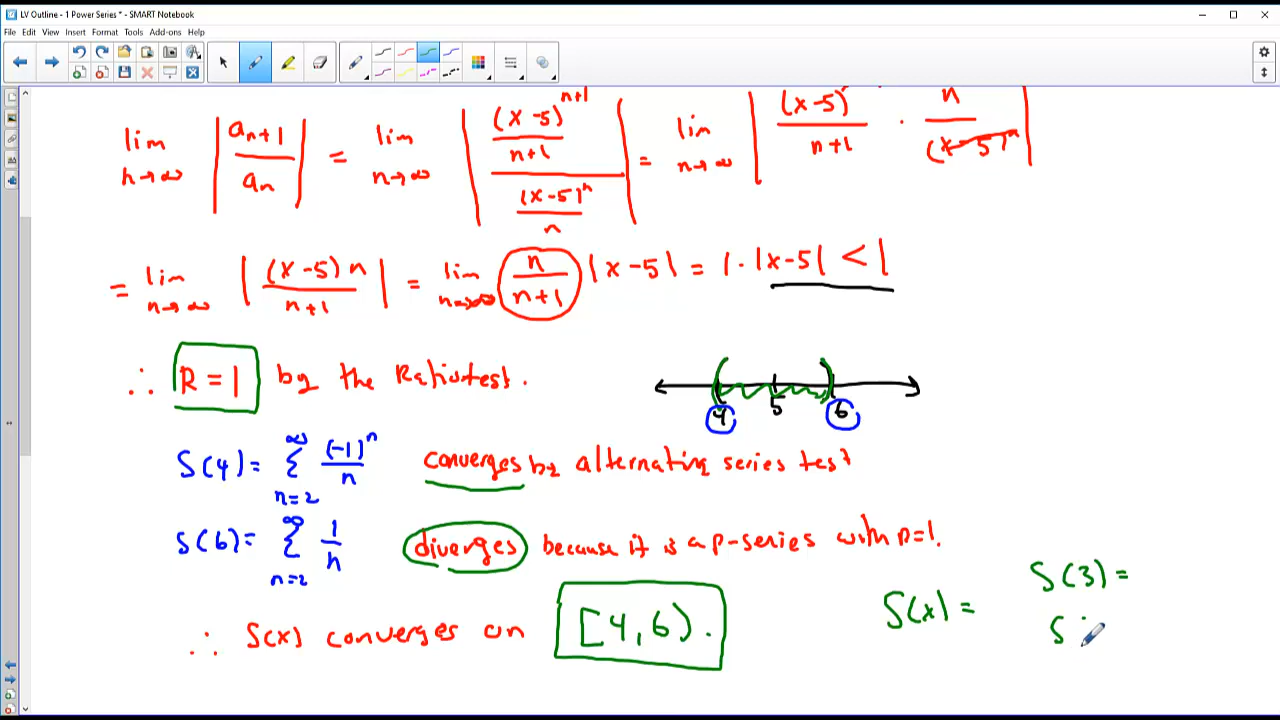 LV Outline - 1 Power Series * - SMART Notebook
File Edit View Insert Format Tools Add-ons Help
lim n→∞ | a_{n+1} / a_n | = lim n→∞ | ((x-5)^{n+1} / (n+1)) / ((x-5)^n / n) | = lim n→∞ | (x-5)^n / (n+1) · n / (x-5)^n |
= lim n→∞ | (x-5)n / (n+1) | = lim n→∞ n/(n+1) |x-5| = 1·|x-5| < 1
∴ R=1 by the Ratio test.
4 5 6
S(4) = Σ_{n=2}^{∞} (-1)^n / n converges by alternating series test
S(6) = Σ_{n=2}^{∞} 1/n diverges because it is a p-series with p=1.
∴ S(x) converges on [4,6).
S(x) =
S(3) =
S